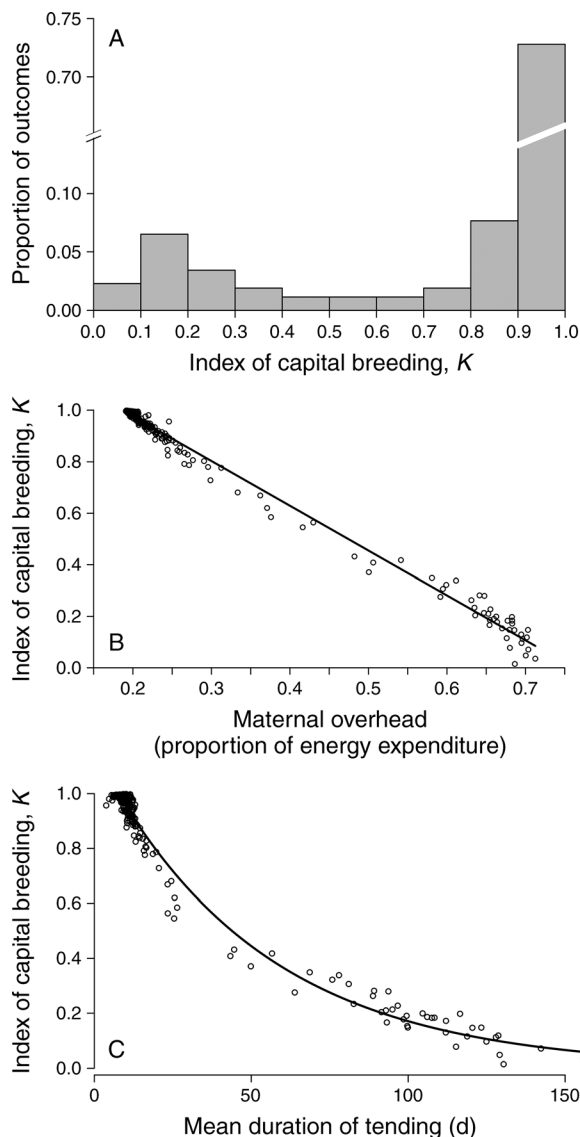 A
Proportion of outcomes
0.75
0.70
0.10
0.05
0.00
0.0 0.1 0.2 0.3 0.4 0.5 0.6 0.7 0.8 0.9 1.0
Index of capital breeding, K
B
Index of capital breeding, K
1.0
0.8
0.6
0.4
0.2
0.0
0.2 0.3 0.4 0.5 0.6 0.7
Maternal overhead
(proportion of energy expenditure)
C
Index of capital breeding, K
1.0
0.8
0.6
0.4
0.2
0.0
0 50 100 150
Mean duration of tending (d)